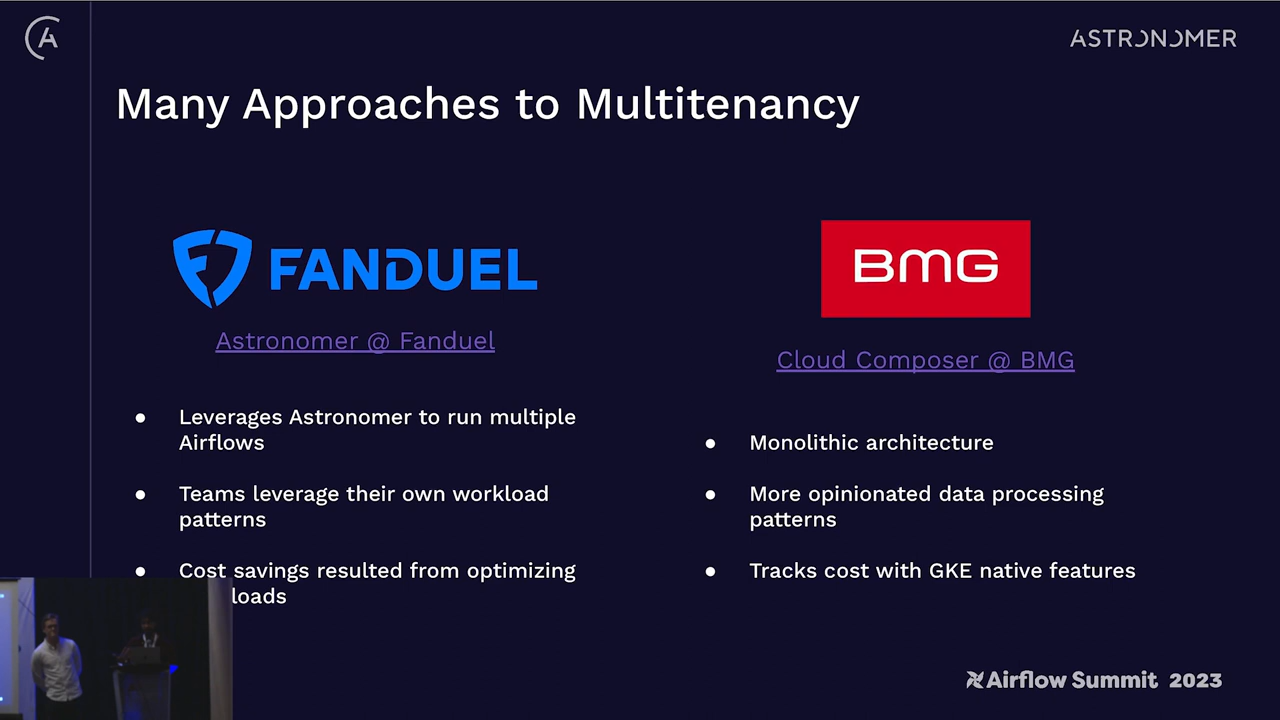 ASTRONOMER
Many Approaches to Multitenancy
FANDUEL
Astronomer @ Fanduel
● Leverages Astronomer to run multiple
Airflows
● Teams leverage their own workload
patterns
● Cost savings resulted from optimizing
loads
BMG
Cloud Composer @ BMG
● Monolithic architecture
● More opinionated data processing
patterns
● Tracks cost with GKE native features
Airflow Summit 2023